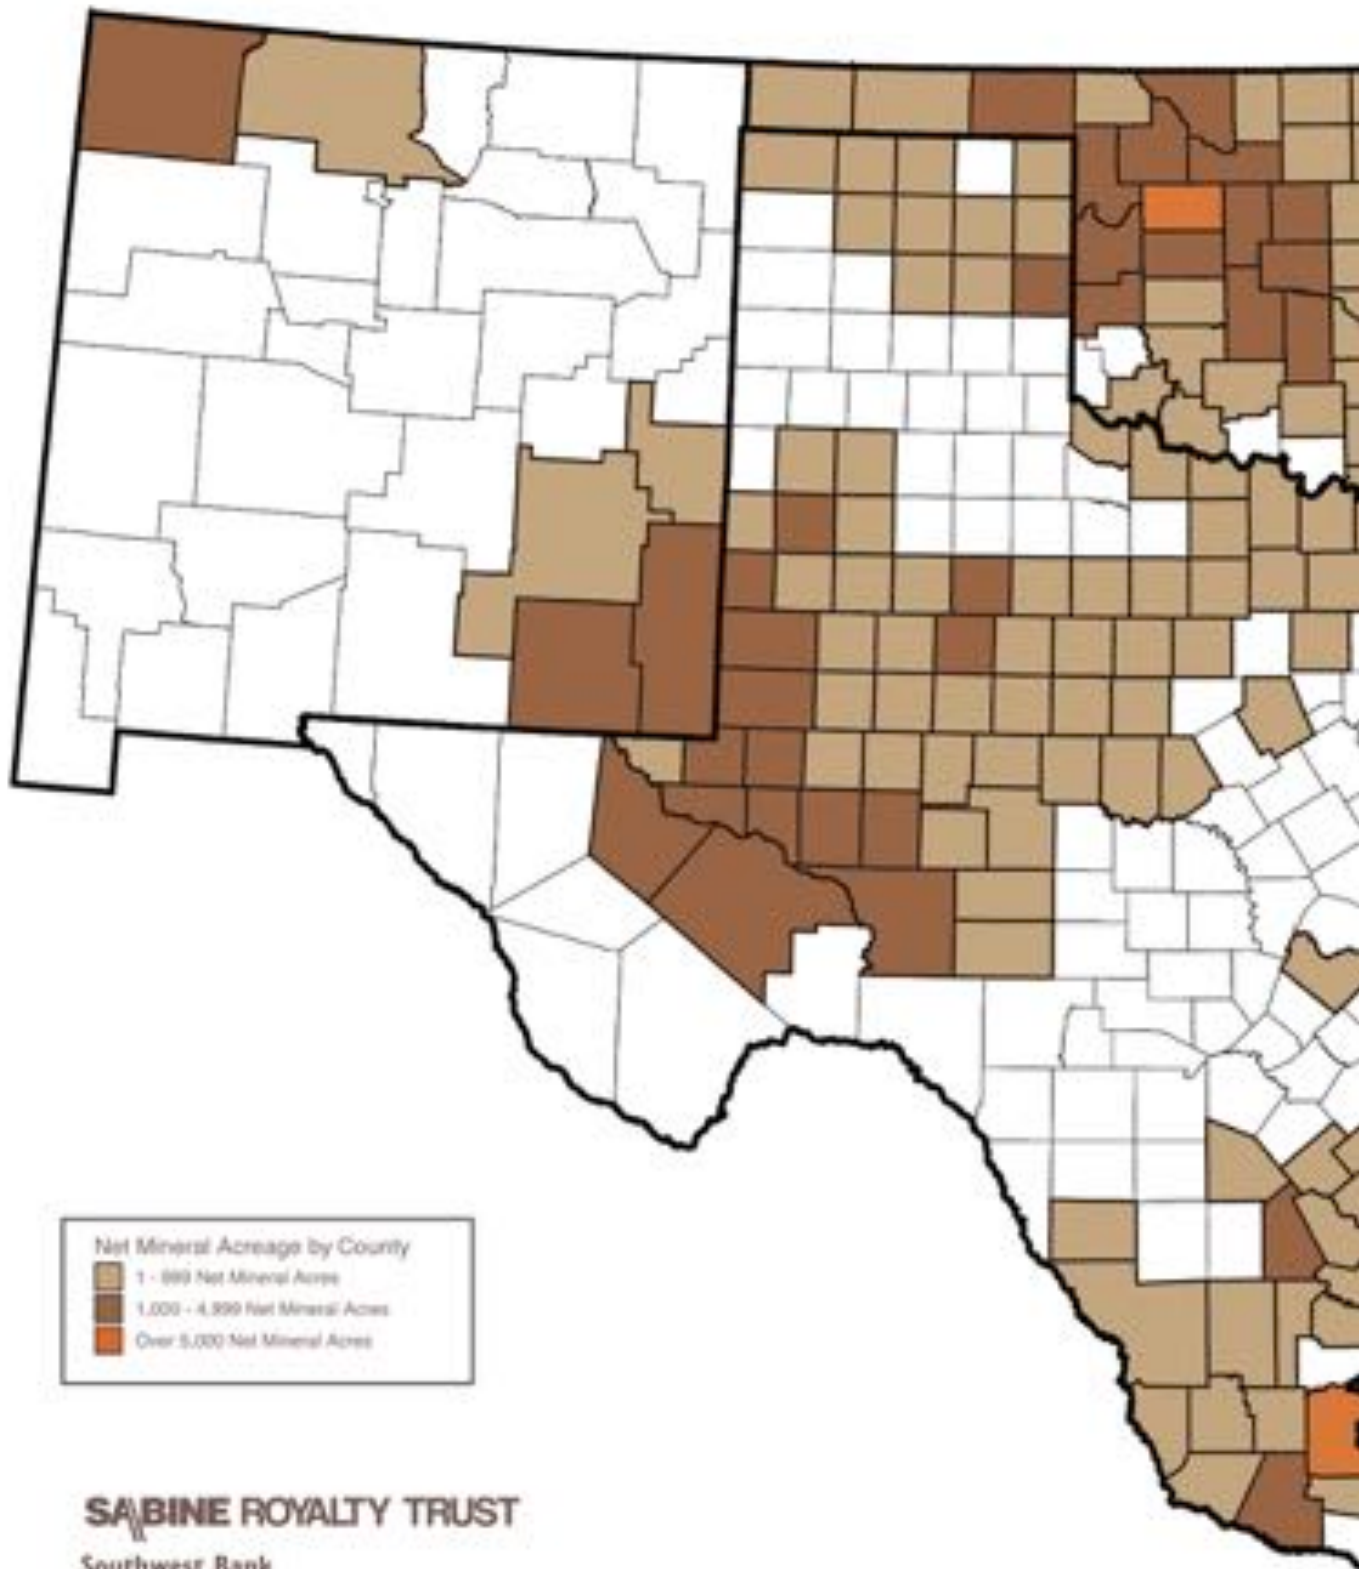 Net Mineral Acreage by County
1 - 999 Net Mineral Acres
1,000 - 4,999 Net Mineral Acres
Over 5,000 Net Mineral Acres
SABINE ROYALTY TRUST
Southwest Bank